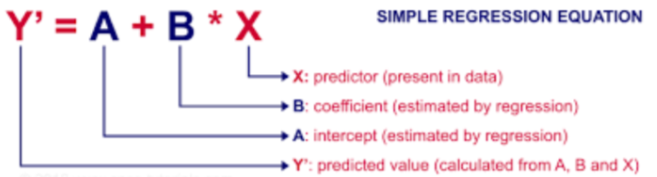 Y’ = A + B * X
SIMPLE REGRESSION EQUATION
X: predictor (present in data)
B: coefficient (estimated by regression)
A: intercept (estimated by regression)
Y’: predicted value (calculated from A, B and X)